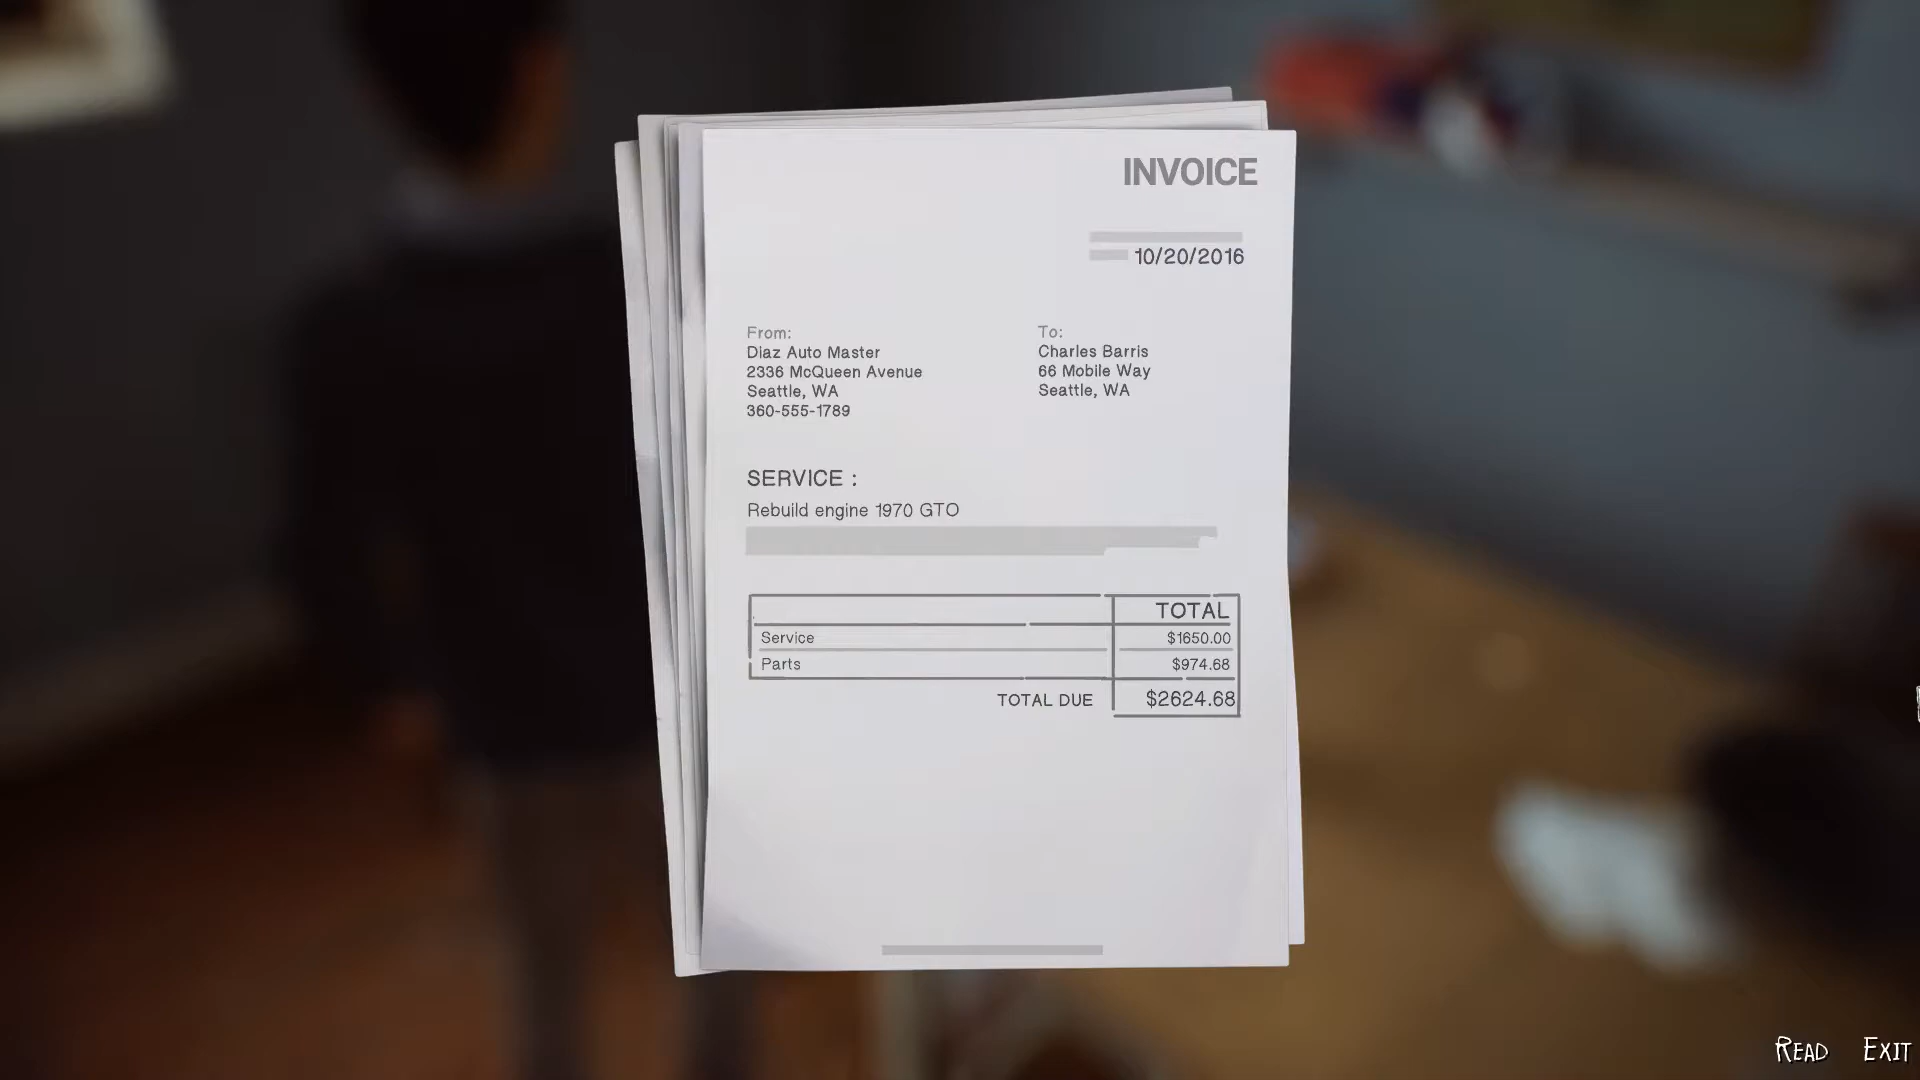 INVOICE
10/20/2016
From:
Diaz Auto Master
2336 McQueen Avenue
Seattle, WA
360-555-1789
To:
Charles Barris
66 Mobile Way
Seattle, WA
SERVICE :
Rebuild engine 1970 GTO
TOTAL
Service $1650.00
Parts $974.68
TOTAL DUE $2624.68
READ EXIT